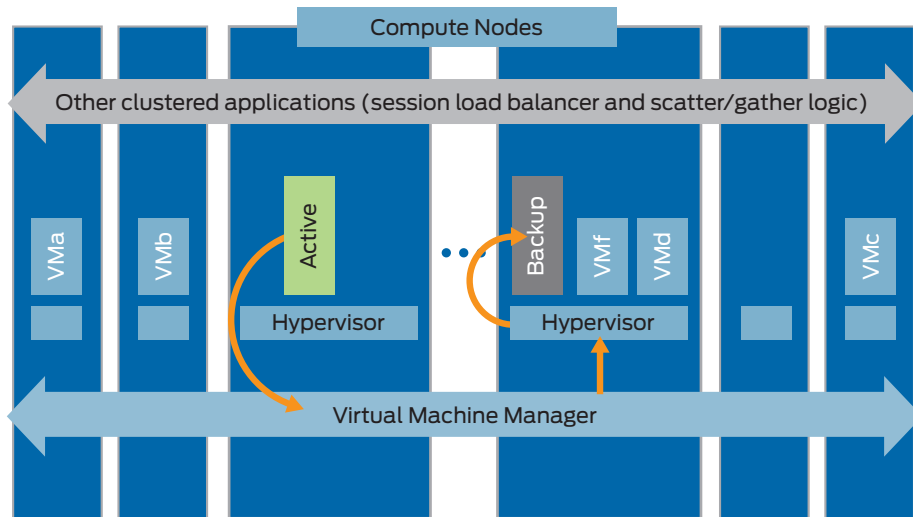 Compute Nodes
Other clustered applications (session load balancer and scatter/gather logic)
VMa
VMb
Active
Backup
VMf
VMd
VMc
Hypervisor
Hypervisor
Virtual Machine Manager